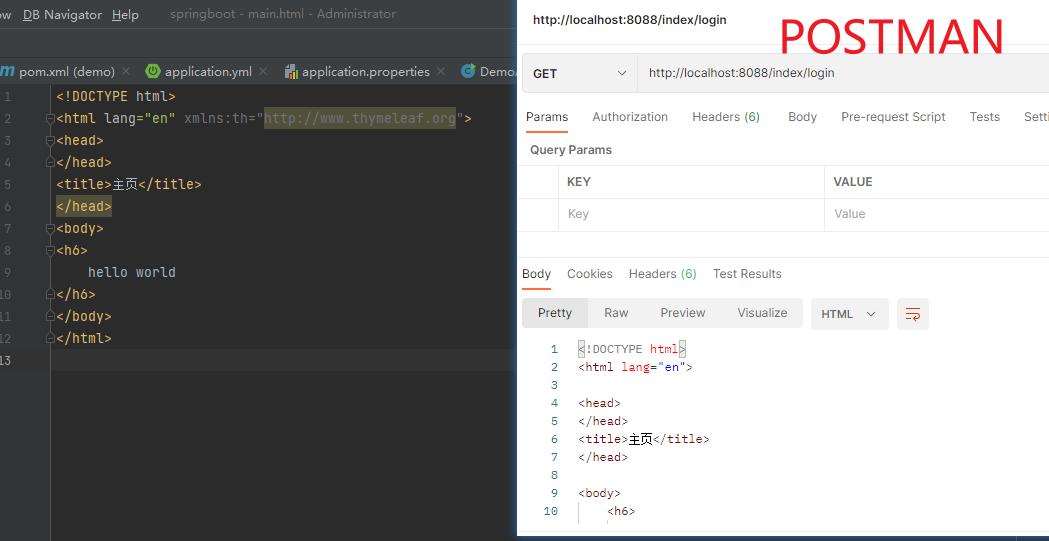 DB Navigator Help springboot - main.html - Administrator
pom.xml (demo) application.yml application.properties
1 <!DOCTYPE html>
2 <html lang="en" xmlns:th="http://www.thymeleaf.org">
3 <head>
4 </head>
5 <title>主页</title>
6 </head>
7 <body>
8 <h6>
9 hello world
10 </h6>
11 </body>
12 </html>
13
http://localhost:8088/index/login
POSTMAN
GET http://localhost:8088/index/login
Params Authorization Headers (6) Body Pre-request Script Tests
Query Params
KEY VALUE
Key Value
Body Cookies Headers (6) Test Results
Pretty Raw Preview Visualize HTML
1 <!DOCTYPE html>
2 <html lang="en">
3
4 <head>
5 </head>
6 <title>主页</title>
7 </head>
8
9 <body>
10 <h6>